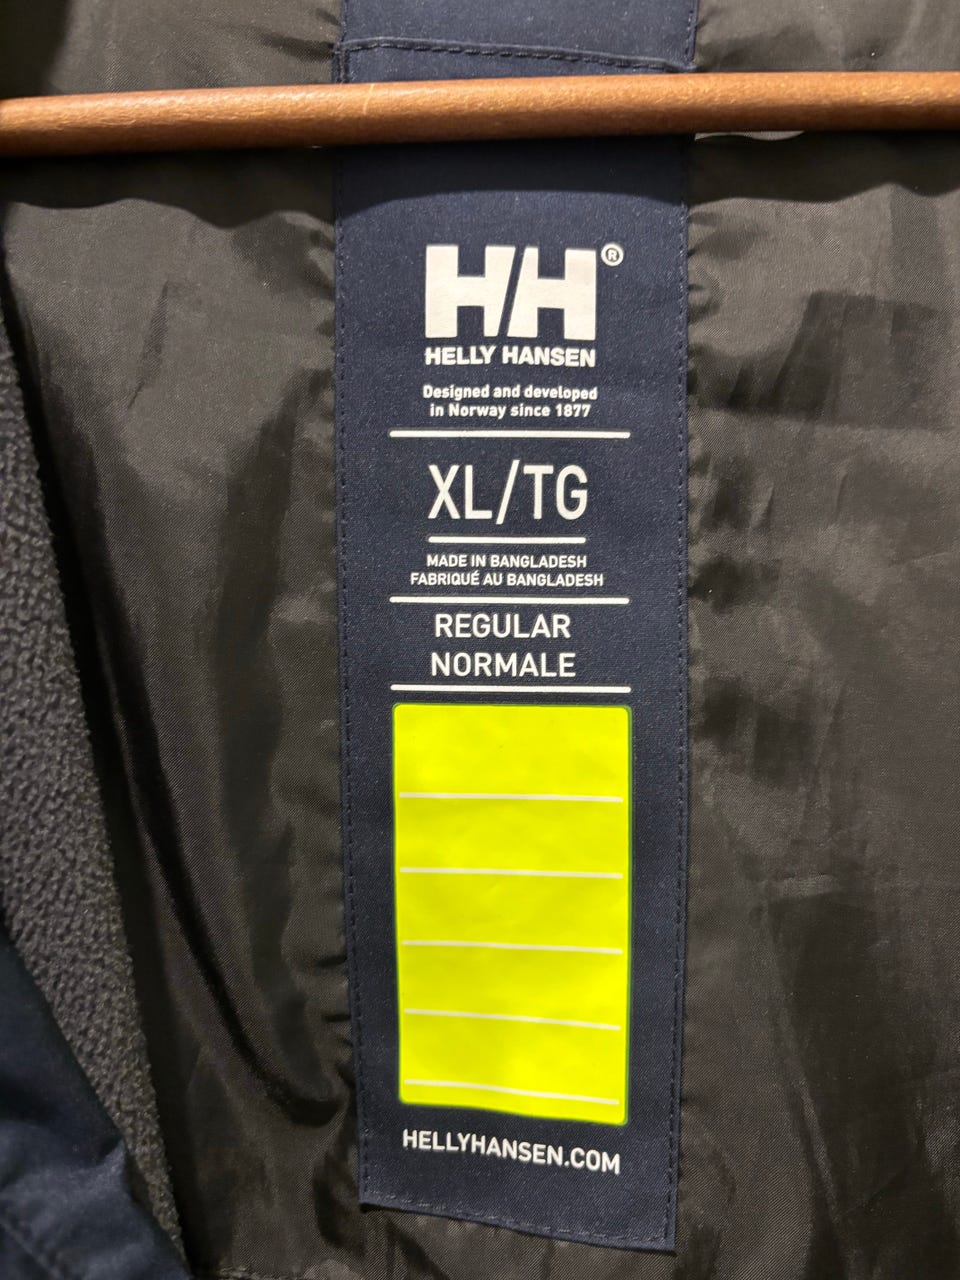 HH®
HELLY HANSEN
Designed and developed
in Norway since 1877
XL/TG
MADE IN BANGLADESH
FABRIQUÉ AU BANGLADESH
REGULAR
NORMALE
HELLYHANSEN.COM